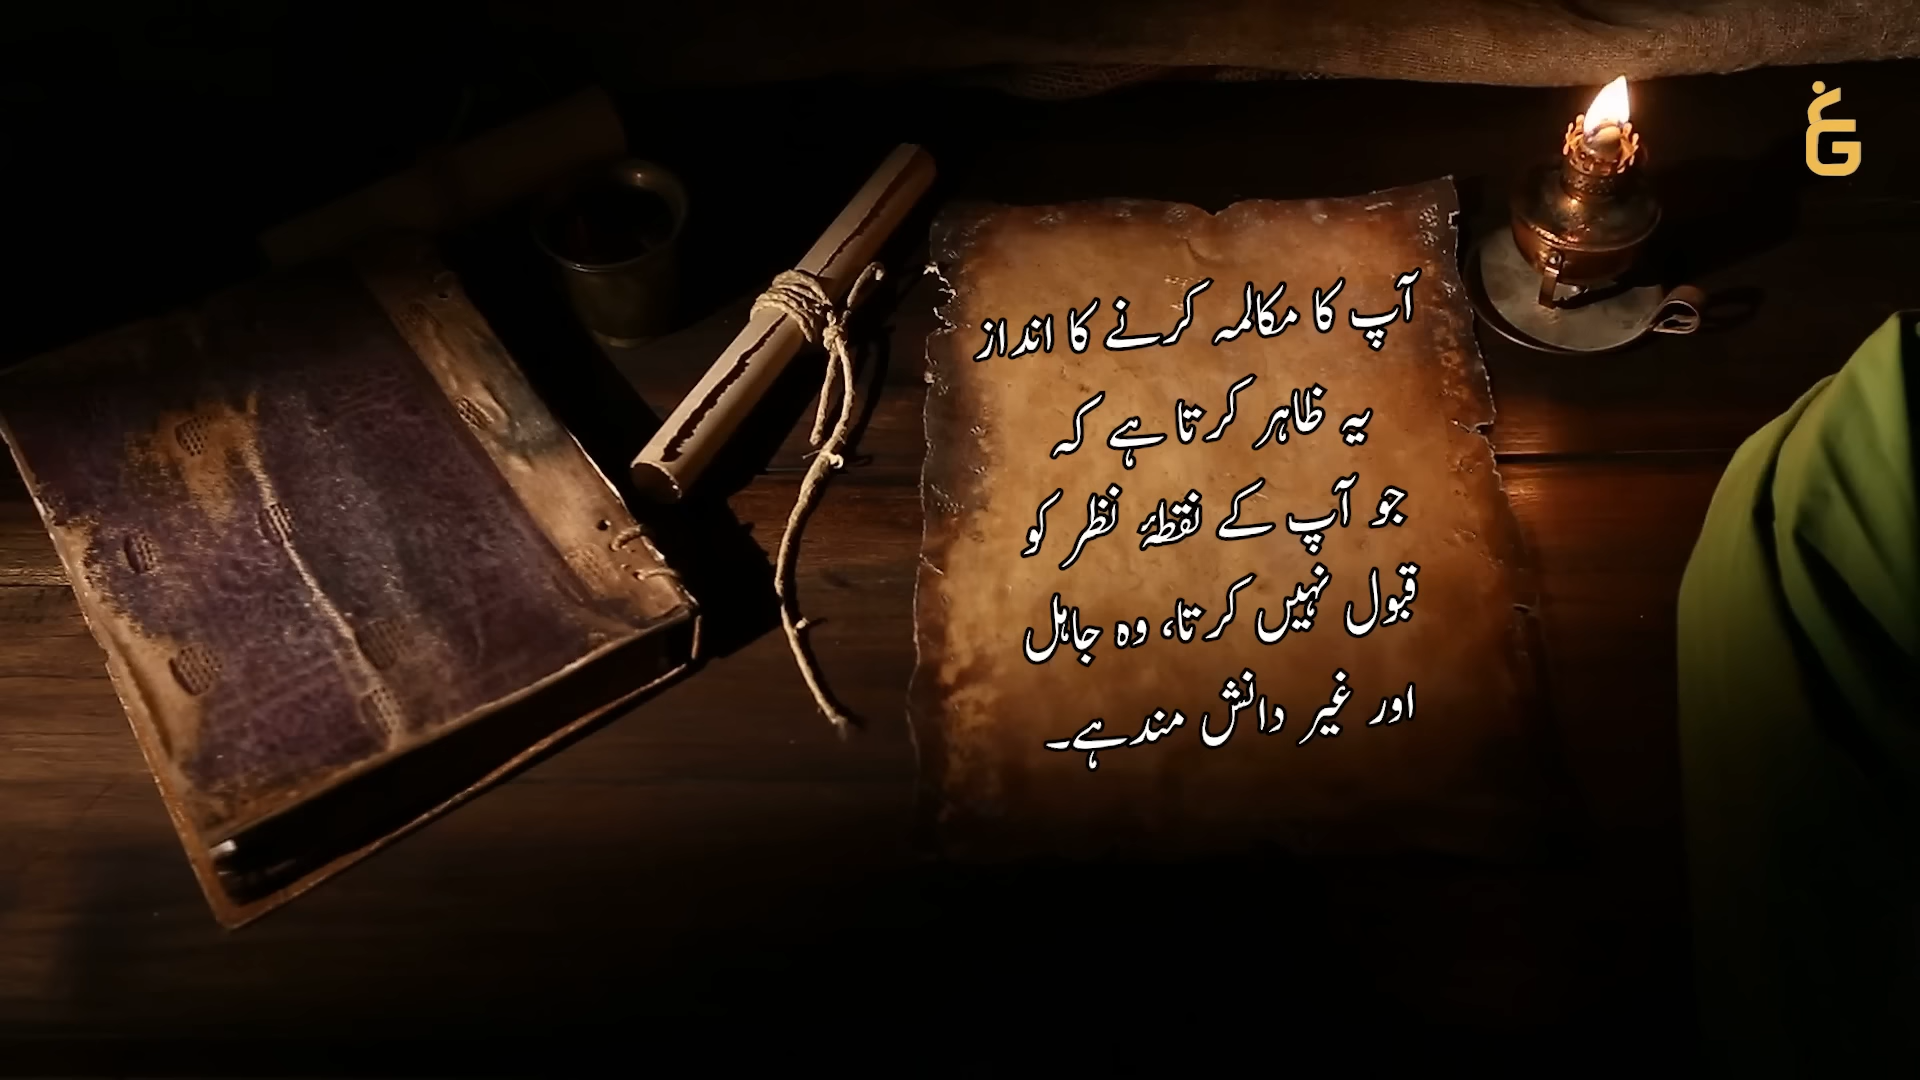 آپ کا مکالمہ کرنے کا انداز
یہ ظاہر کرتا ہے کہ
جو آپ کے نقطۂ نظر کو
قبول نہیں کرتا، وہ جاہل
اور غیر دانش مند ہے۔
غ
G